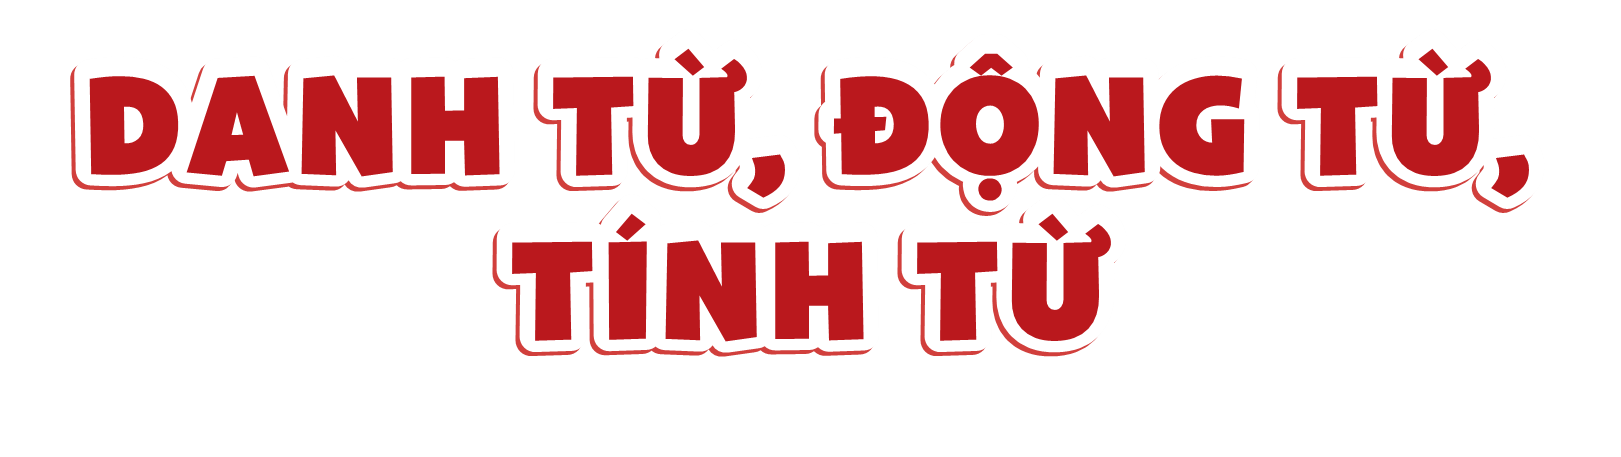 DANH TỪ, ĐỘNG TỪ,
TÍNH TỪ